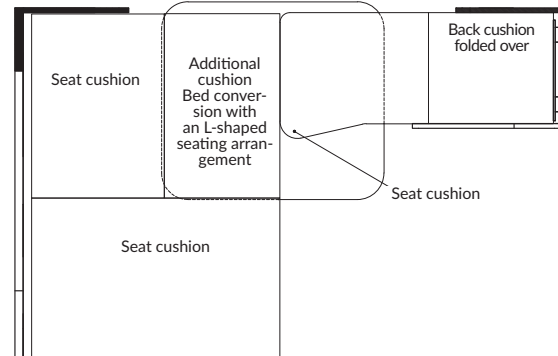 Seat cushion
Additional
cushion
Bed conver-
sion with
an L-shaped
seating arran-
gement
Back cushion
folded over
Seat cushion
Seat cushion